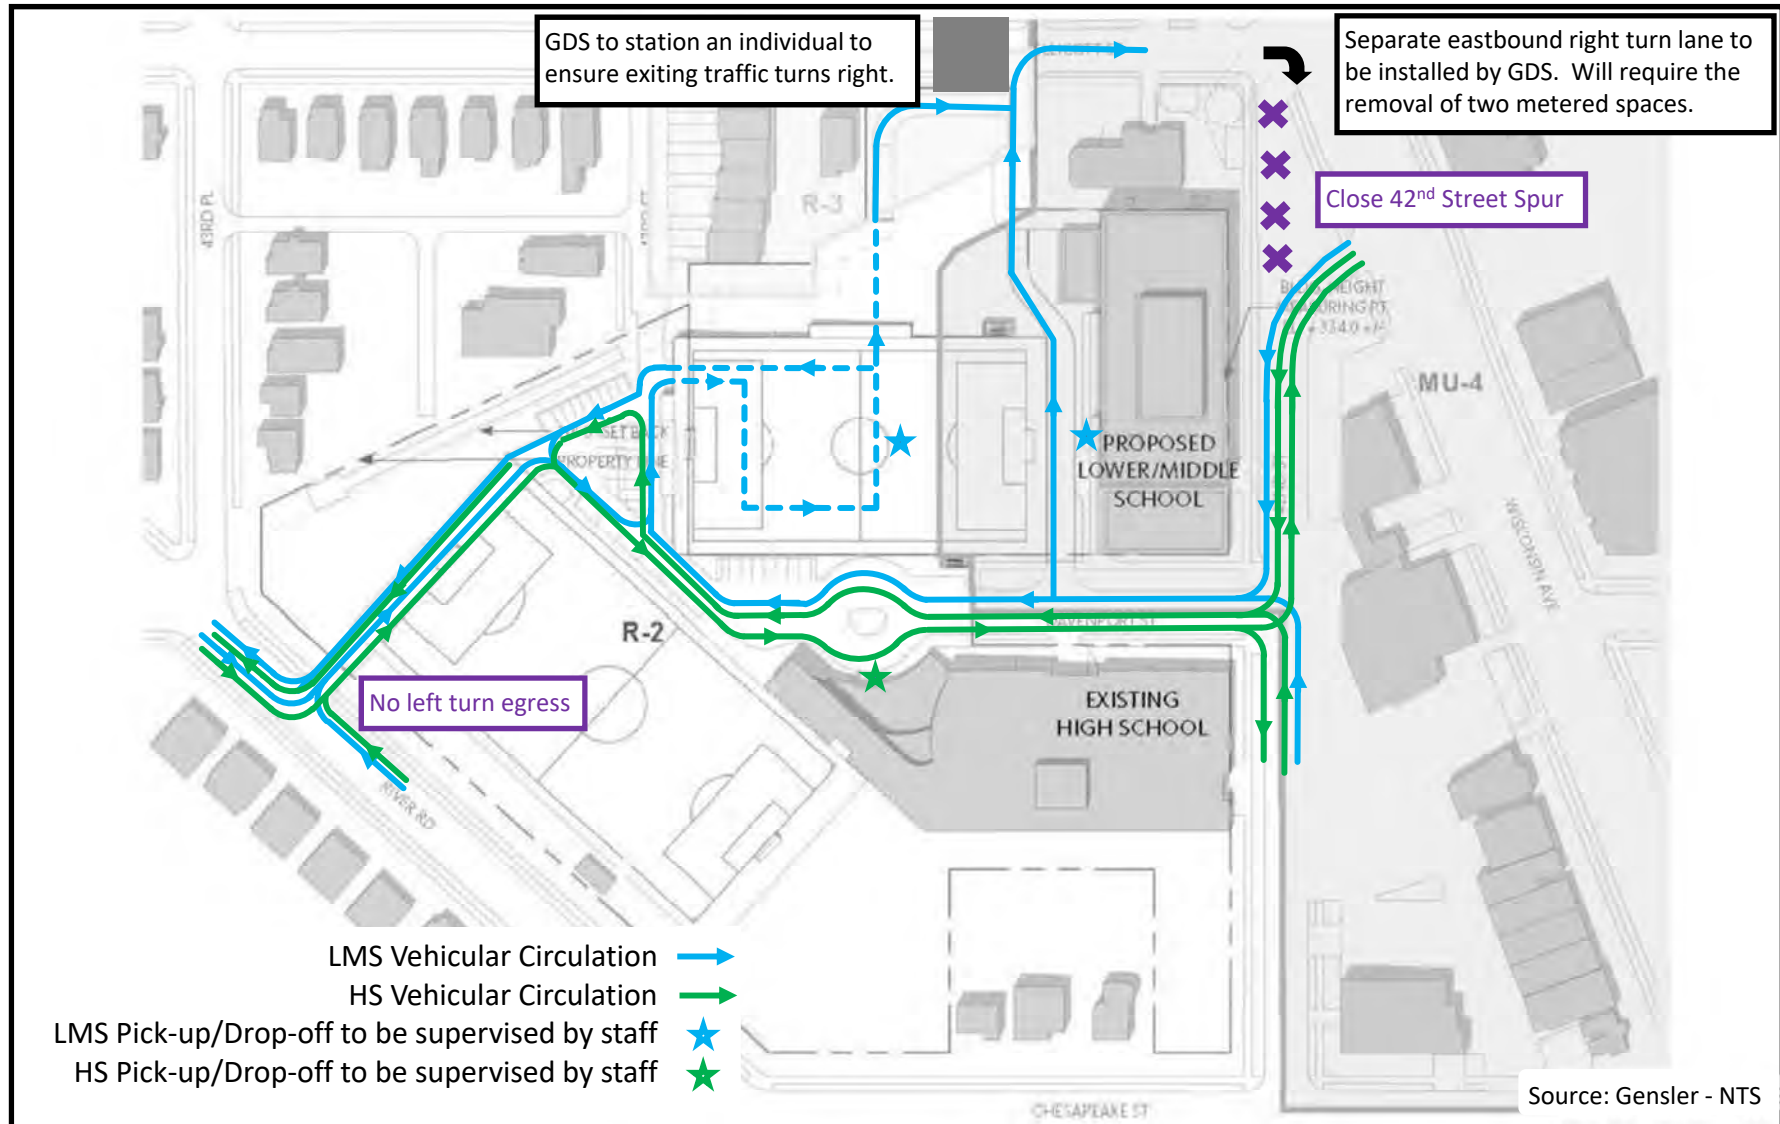 GDS to station an individual to
ensure exiting traffic turns right.
Separate eastbound right turn lane to
be installed by GDS. Will require the
removal of two metered spaces.
Close 42nd Street Spur
43RD PL
R-3
MU-4
PROPERTY LINE
PROPOSED
LOWER/MIDDLE
SCHOOL
WISCONSIN AVE
R-2
No left turn egress
EXISTING
HIGH SCHOOL
RIVER RD
LMS Vehicular Circulation
HS Vehicular Circulation
LMS Pick-up/Drop-off to be supervised by staff
HS Pick-up/Drop-off to be supervised by staff
CHESAPEAKE ST
Source: Gensler - NTS